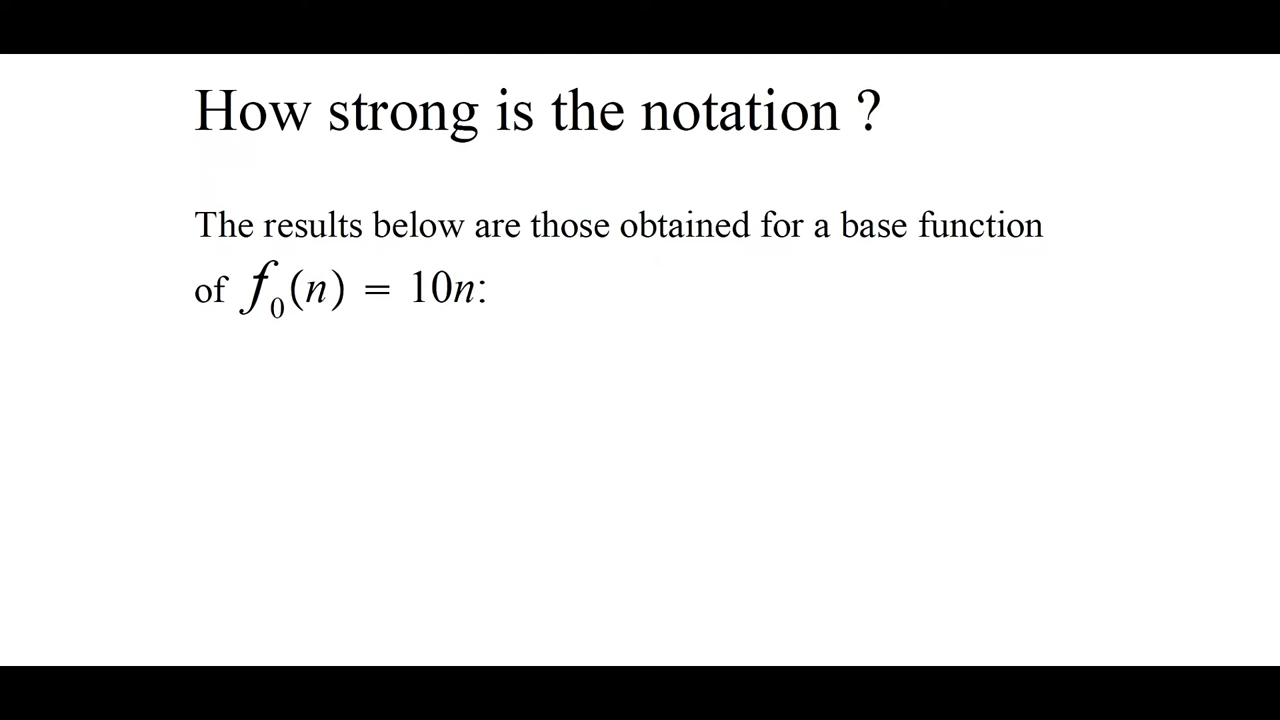 How strong is the notation ?
The results below are those obtained for a base function
of f₀(n) = 10n: